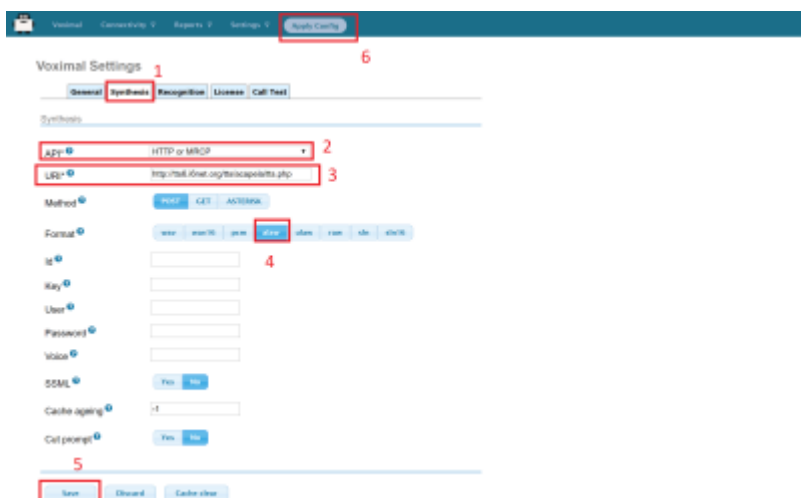 Voximal Connectivity Reports Settings Apply Config
6
Voximal Settings
1
General Synthesis Recognition License Call Test
Synthesis
API* HTTP or MRCP 2
URI* 3
Method POST GET ASTERISK
Format wav wav16 pcm alaw ulaw raw sln sln16
4
Id
Key
User
Password
Voice
SSML Yes No
Cache ageing -1
Cut prompt Yes No
5
Save Discard Cache clear